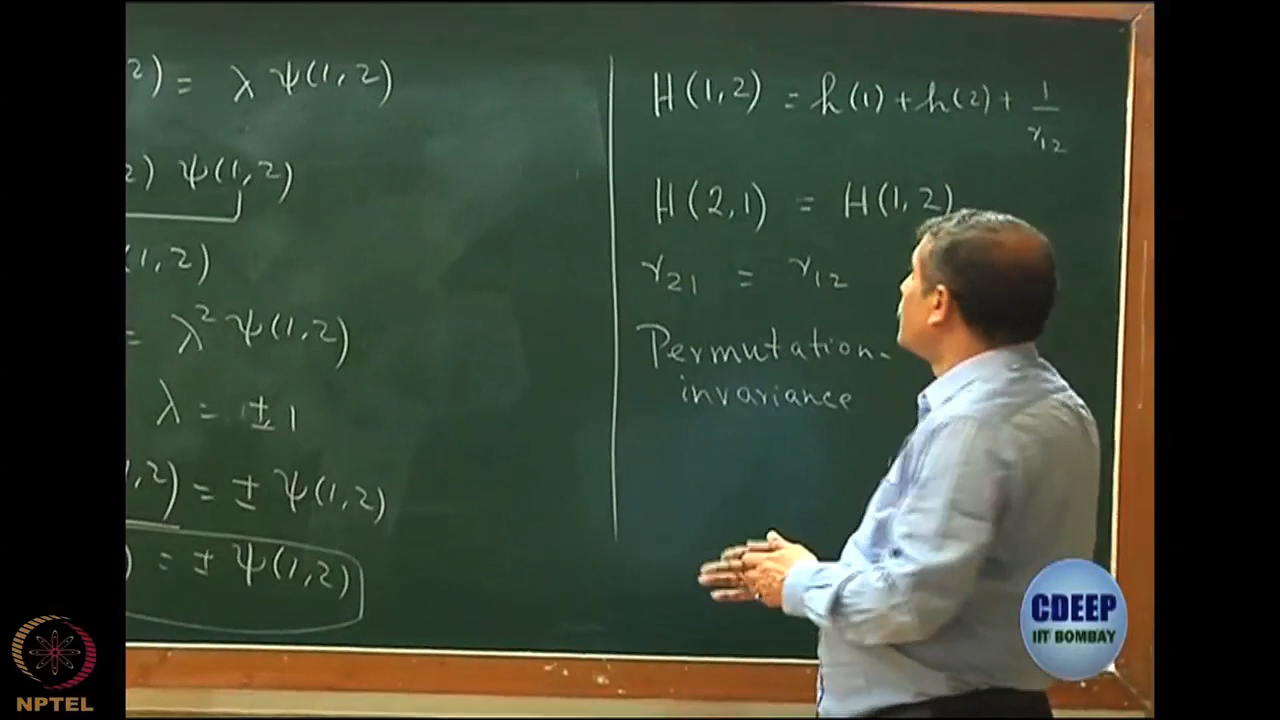 2) = λ ψ(1,2)
2) ψ(1,2)
(1,2)
= λ² ψ(1,2)
λ = ±1
1,2) = ± ψ(1,2)
) = ± ψ(1,2)
H(1,2) = h(1) + h(2) + 1/r₁₂
H(2,1) = H(1,2)
r₂₁ = r₁₂
Permutation-
invariance
CDEEP
IIT BOMBAY
NPTEL